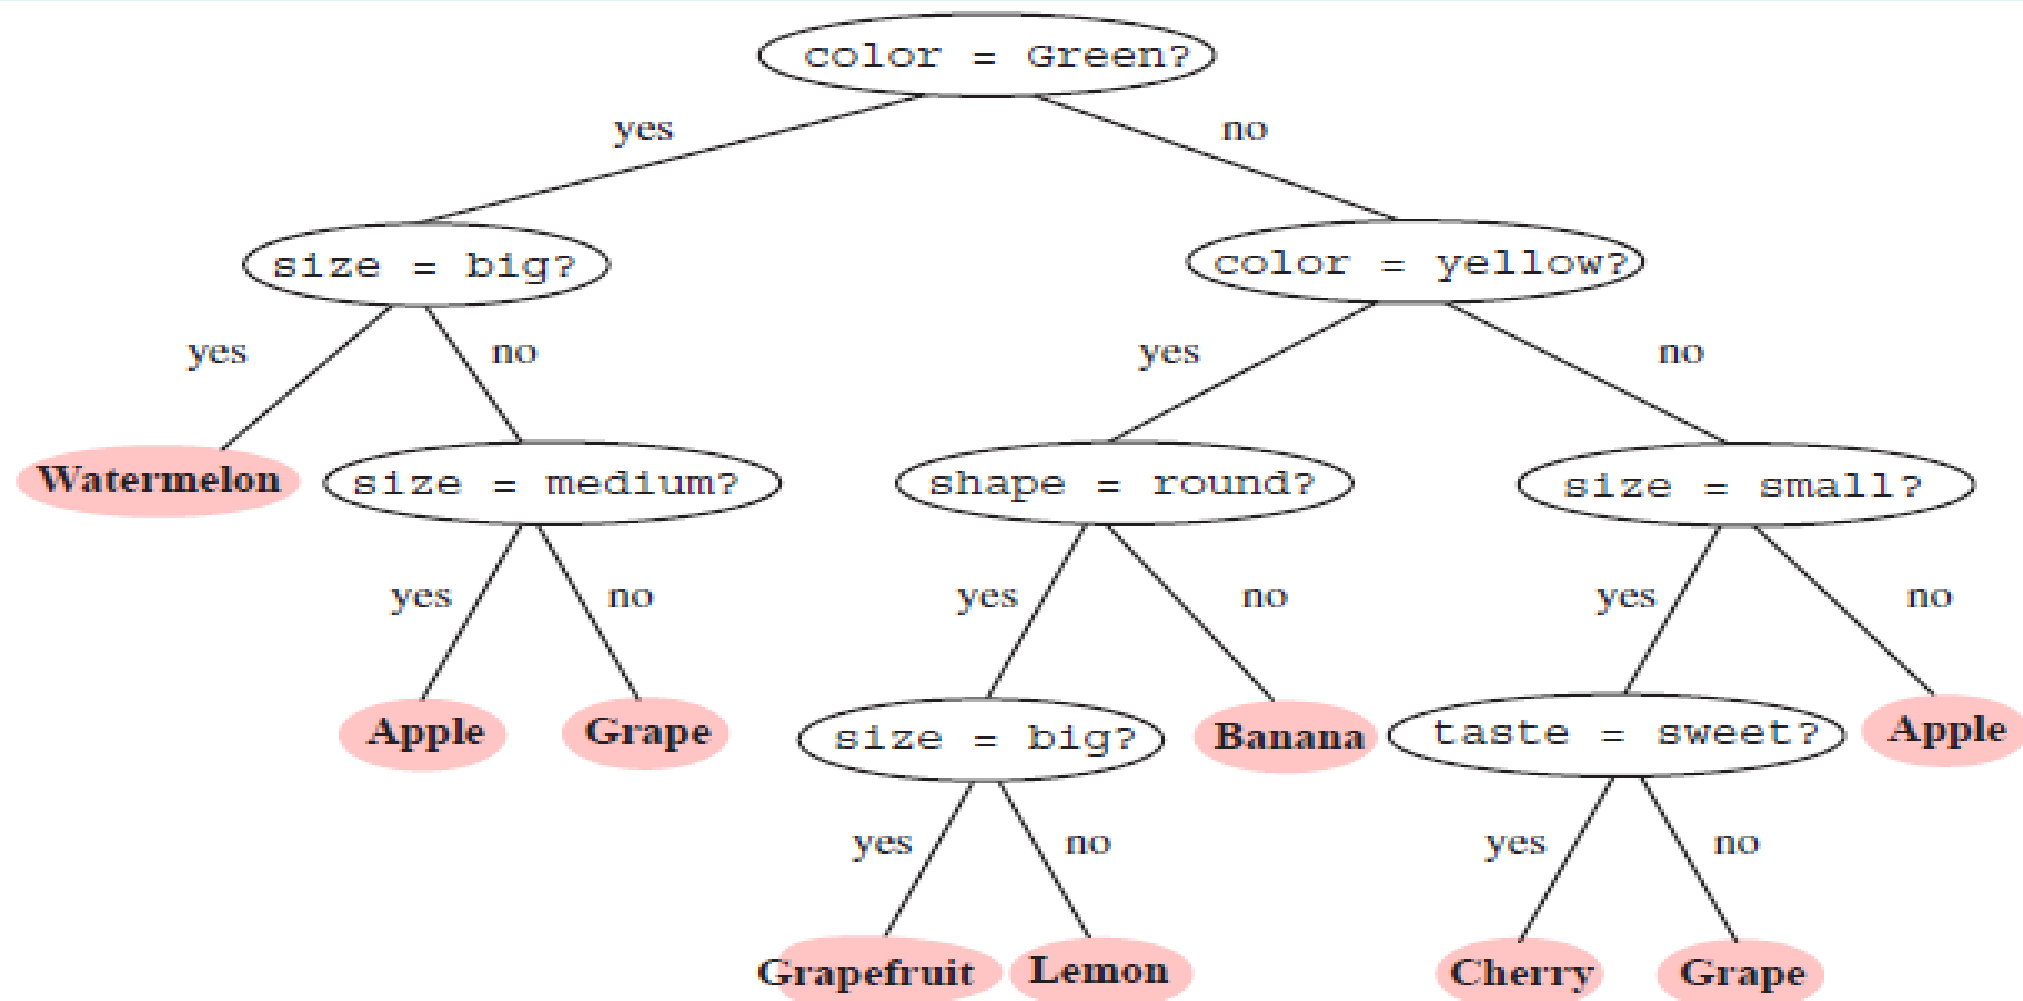 color = Green?
yes
no
size = big?
color = yellow?
yes
no
yes
no
Watermelon
size = medium?
shape = round?
size = small?
yes
no
yes
no
yes
no
Apple
Grape
size = big?
Banana
taste = sweet?
Apple
yes
no
yes
no
Grapefruit
Lemon
Cherry
Grape